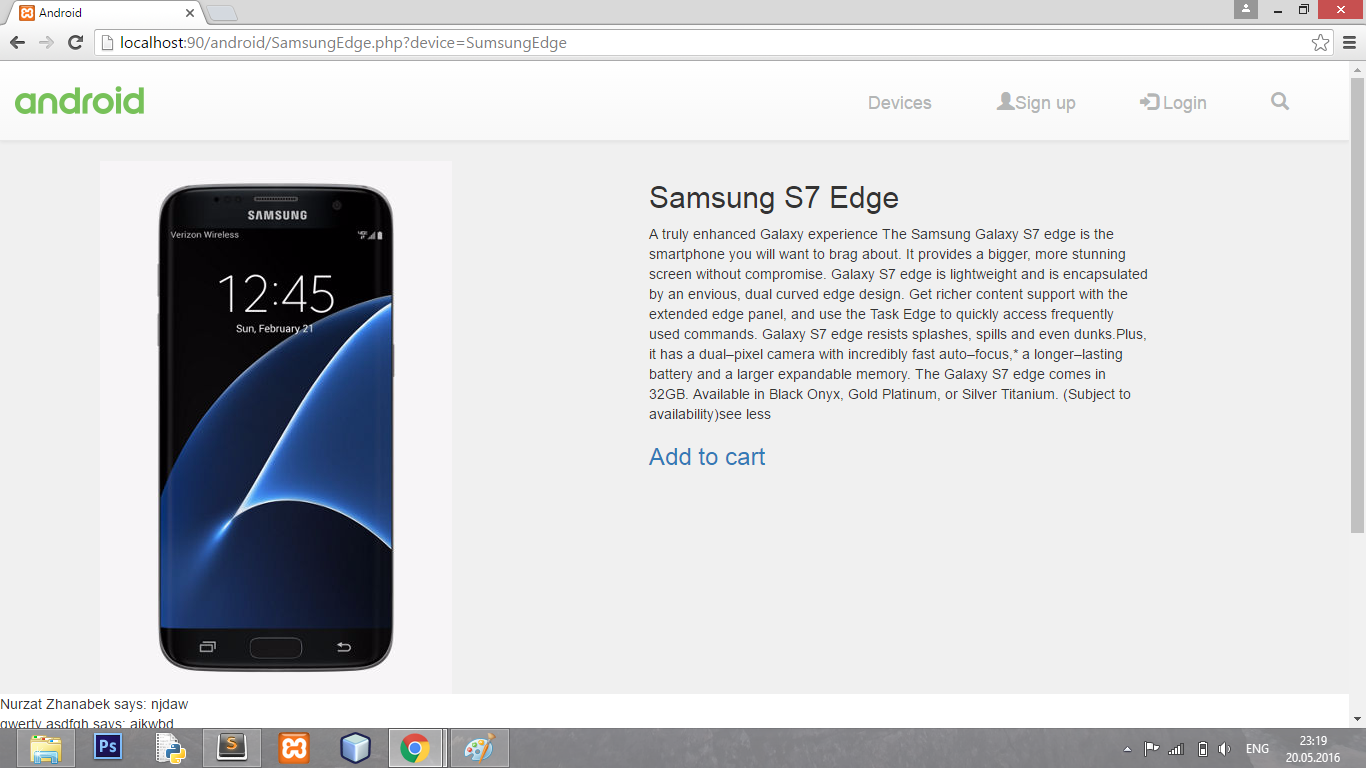 Android
localhost:90/android/SamsungEdge.php?device=SumsungEdge
android
Devices
Sign up
Login
SAMSUNG
Verizon Wireless
12:45
Sun, February 21
Samsung S7 Edge
A truly enhanced Galaxy experience The Samsung Galaxy S7 edge is the
smartphone you will want to brag about. It provides a bigger, more stunning
screen without compromise. Galaxy S7 edge is lightweight and is encapsulated
by an envious, dual curved edge design. Get richer content support with the
extended edge panel, and use the Task Edge to quickly access frequently
used commands. Galaxy S7 edge resists splashes, spills and even dunks.Plus,
it has a dual–pixel camera with incredibly fast auto–focus,* a longer–lasting
battery and a larger expandable memory. The Galaxy S7 edge comes in
32GB. Available in Black Onyx, Gold Platinum, or Silver Titanium. (Subject to
availability)see less
Add to cart
Nurzat Zhanabek says: njdaw
qwerty asdfgh says: ajkwbd
Ps
S
ENG
23:19
20.05.2016